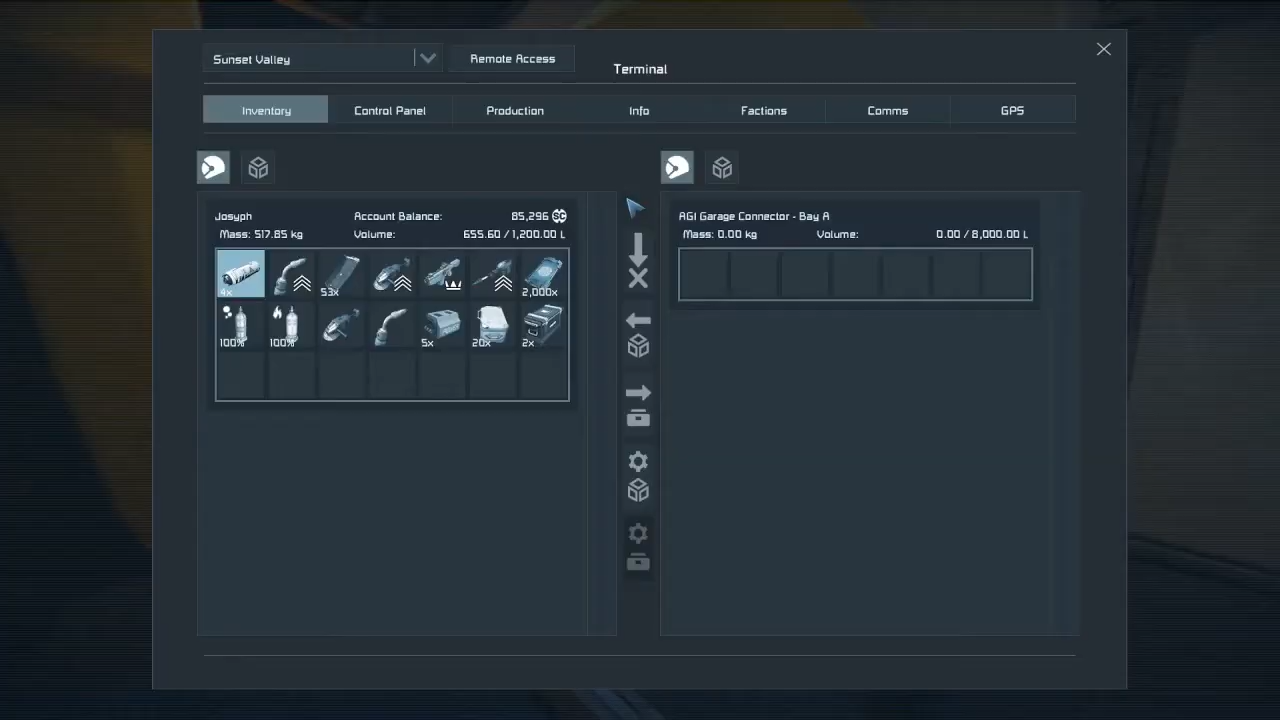 Sunset Valley
Remote Access
Terminal
Inventory
Control Panel
Production
Info
Factions
Comms
GPS
Josyph
Account Balance:
85,296 SC
Mass: 517.85 kg
Volume:
655.60 / 1,200.00 L
4x
53x
2,000x
100%
100%
5x
20x
2x
AGI Garage Connector - Bay A
Mass: 0.00 kg
Volume:
0.00 / 8,000.00 L